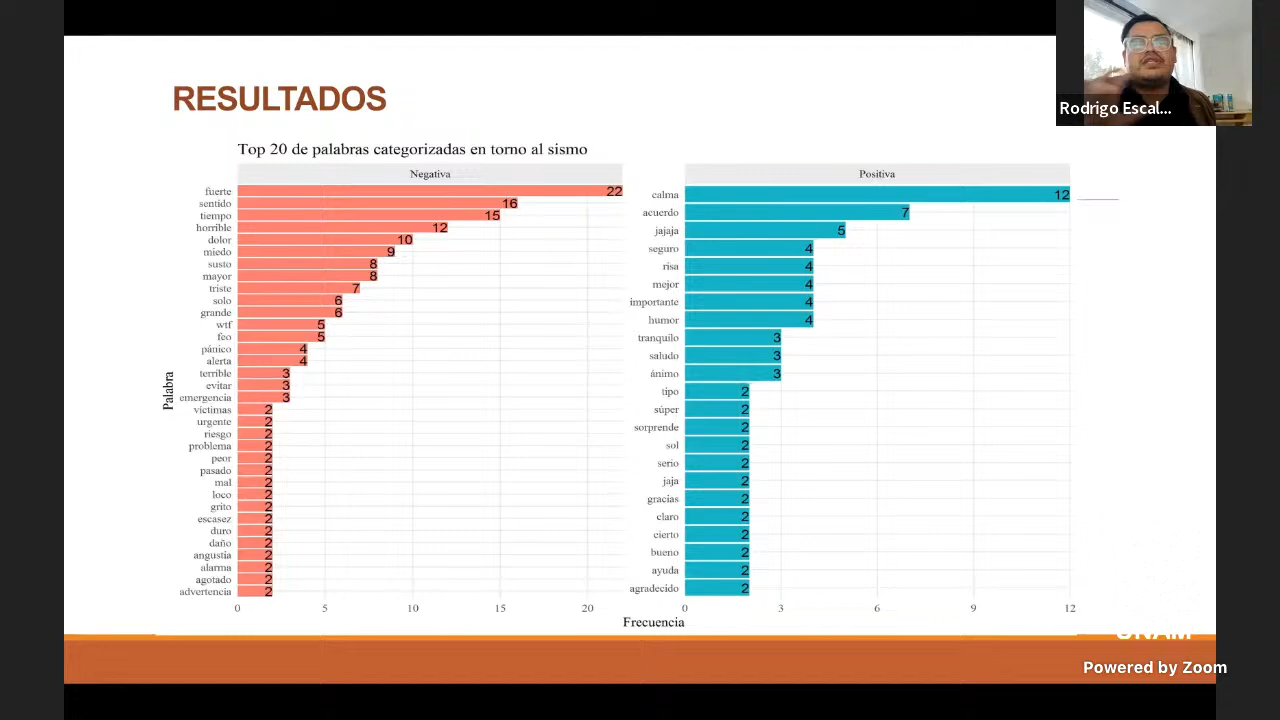 RESULTADOS
Rodrigo Escal...
Top 20 de palabras categorizadas en torno al sismo
Negativa
Positiva
Palabra
fuerte 22
sentido 16
tiempo 15
horrible 12
dolor 10
miedo 9
susto 8
mayor 8
triste 7
solo 6
grande 6
wtf 5
feo 5
pánico 4
alerta 4
terrible 3
evitar 3
emergencia 3
víctimas 2
urgente 2
riesgo 2
problema 2
peor 2
pasado 2
mal 2
loco 2
grito 2
escasez 2
duro 2
daño 2
angustia 2
alarma 2
agotado 2
advertencia 2
0 5 10 15 20
calma 12
acuerdo 7
jajaja 5
seguro 4
risa 4
mejor 4
importante 4
humor 4
tranquilo 3
saludo 3
ánimo 3
tipo 2
súper 2
sorprende 2
sol 2
serio 2
jaja 2
gracias 2
claro 2
cierto 2
bueno 2
ayuda 2
agradecido 2
0 3 6 9 12
Frecuencia
UNAM
Powered by Zoom